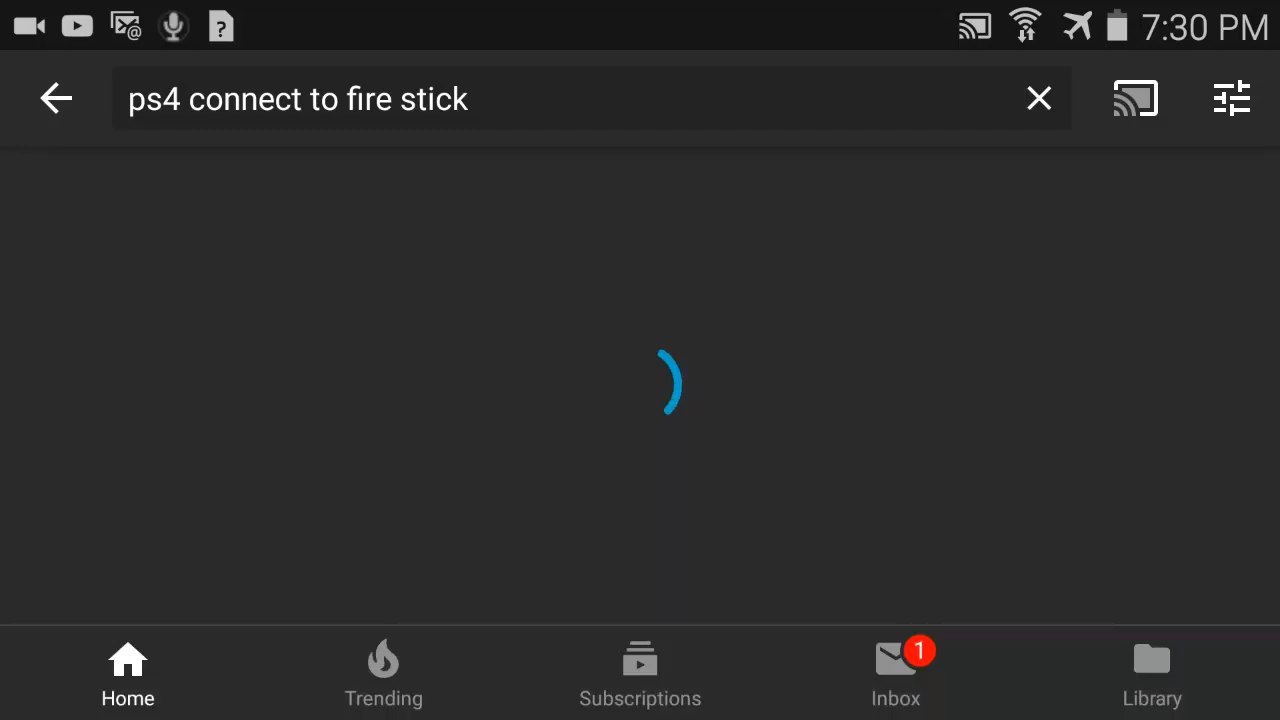 7:30 PM
ps4 connect to fire stick
1
Home
Trending
Subscriptions
Inbox
Library